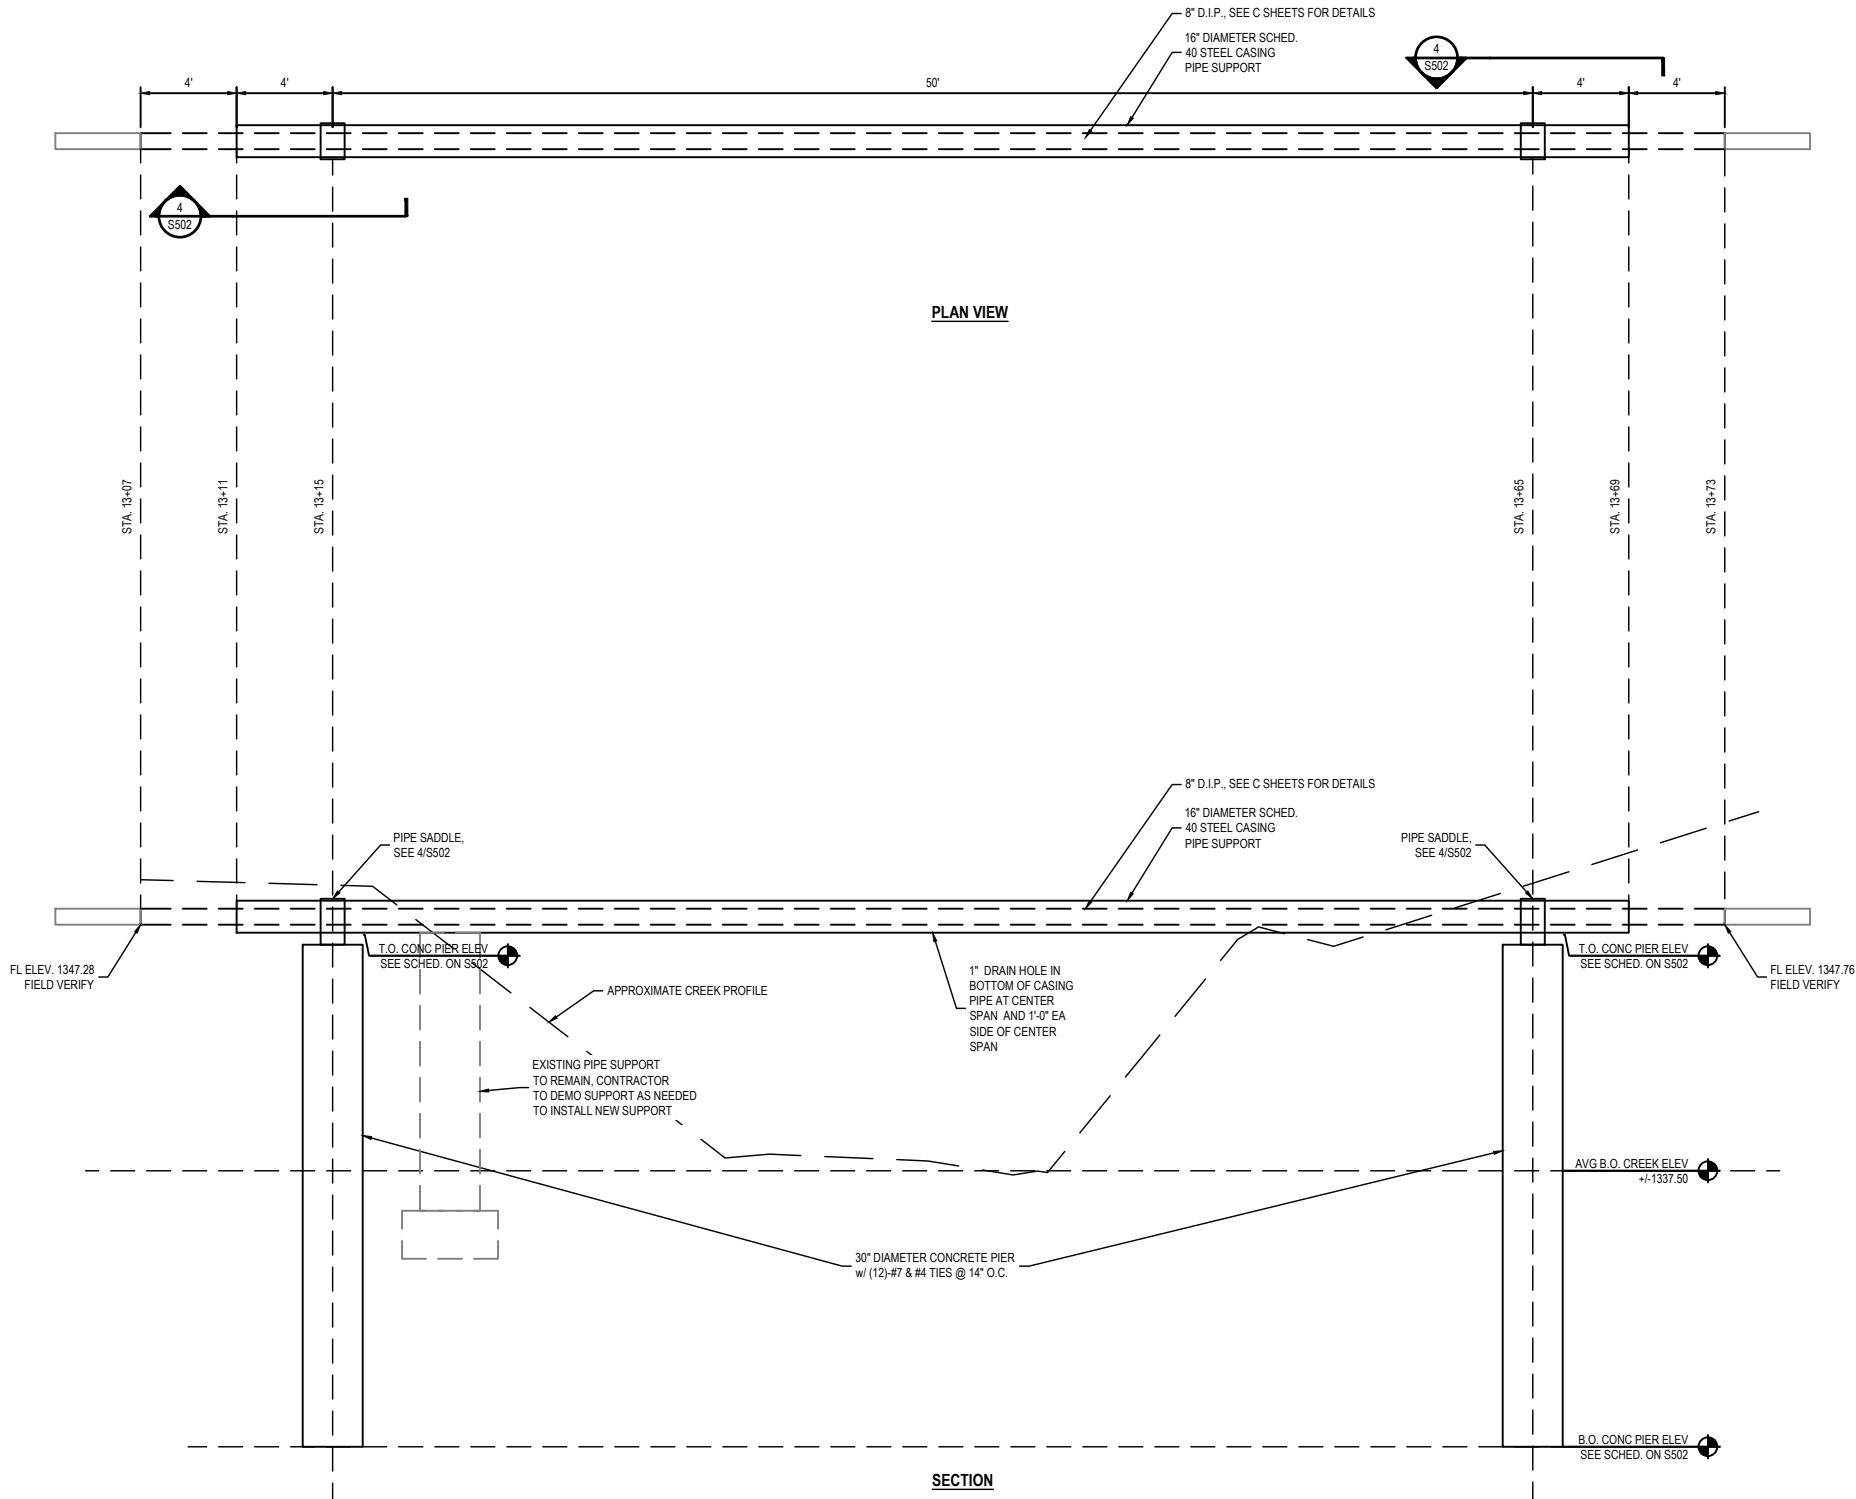 8" D.I.P., SEE C SHEETS FOR DETAILS
16" DIAMETER SCHED.
40 STEEL CASING
PIPE SUPPORT
4
S502
4'
4'
50'
4'
4'
4
S502
PLAN VIEW
STA. 13+07
STA. 13+11
STA. 13+15
STA. 13+65
STA. 13+69
STA. 13+73
8" D.I.P., SEE C SHEETS FOR DETAILS
16" DIAMETER SCHED.
40 STEEL CASING
PIPE SUPPORT
PIPE SADDLE,
SEE 4/S502
PIPE SADDLE,
SEE 4/S502
T.O. CONC PIER ELEV
SEE SCHED. ON S502
T.O. CONC PIER ELEV
SEE SCHED. ON S502
FL ELEV. 1347.28
FIELD VERIFY
FL ELEV. 1347.76
FIELD VERIFY
1" DRAIN HOLE IN
BOTTOM OF CASING
PIPE AT CENTER
SPAN AND 1'-0" EA
SIDE OF CENTER
SPAN
APPROXIMATE CREEK PROFILE
EXISTING PIPE SUPPORT
TO REMAIN, CONTRACTOR
TO DEMO SUPPORT AS NEEDED
TO INSTALL NEW SUPPORT
AVG B.O. CREEK ELEV
+/-1337.50
30" DIAMETER CONCRETE PIER
w/ (12)-#7 & #4 TIES @ 14" O.C.
B.O. CONC PIER ELEV
SEE SCHED. ON S502
SECTION